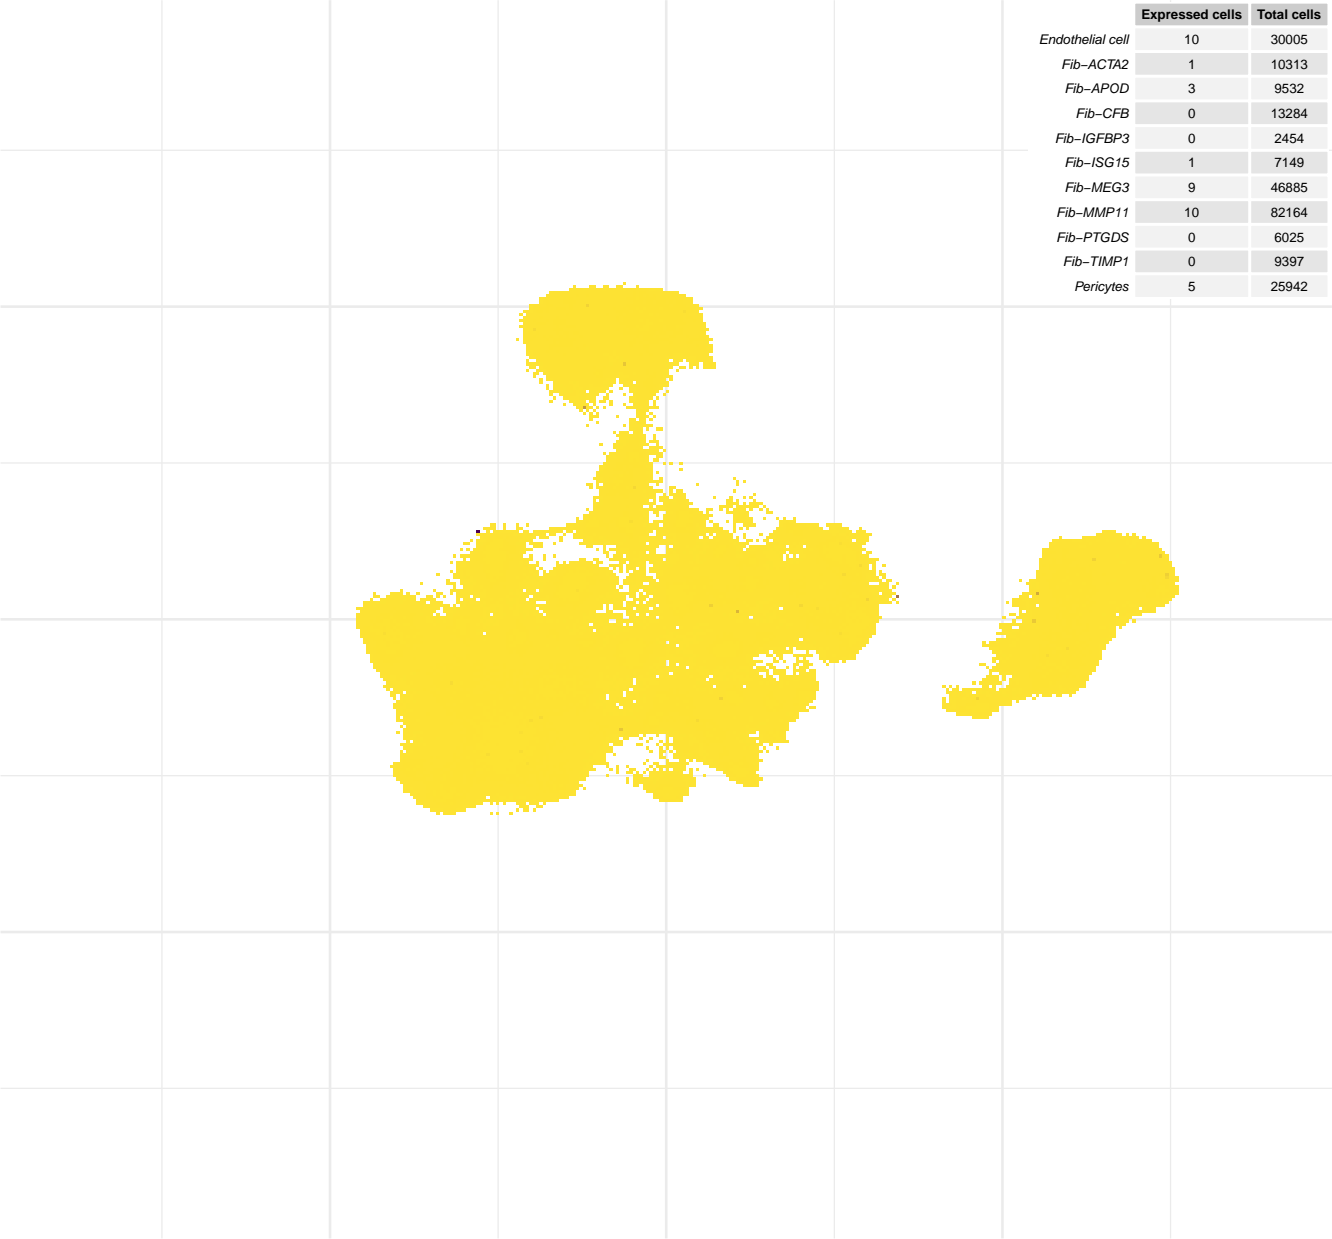 Expressed cells Total cells
Endothelial cell 10 30005
Fib−ACTA2 1 10313
Fib−APOD 3 9532
Fib−CFB 0 13284
Fib−IGFBP3 0 2454
Fib−ISG15 1 7149
Fib−MEG3 9 46885
Fib−MMP11 10 82164
Fib−PTGDS 0 6025
Fib−TIMP1 0 9397
Pericytes 5 25942